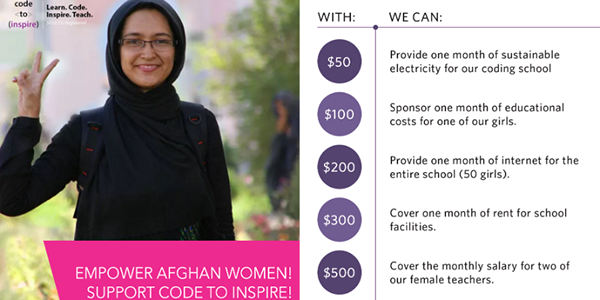 code
<to>
(inspire)
Learn. Code.
Inspire. Teach.
EMPOWER AFGHAN WOMEN!
SUPPORT CODE TO INSPIRE!
WITH: WE CAN:
$50 Provide one month of sustainable
electricity for our coding school
$100 Sponsor one month of educational
costs for one of our girls.
$200 Provide one month of internet for the
entire school (50 girls).
$300 Cover one month of rent for school
facilities.
$500 Cover the monthly salary for two of
our female teachers.